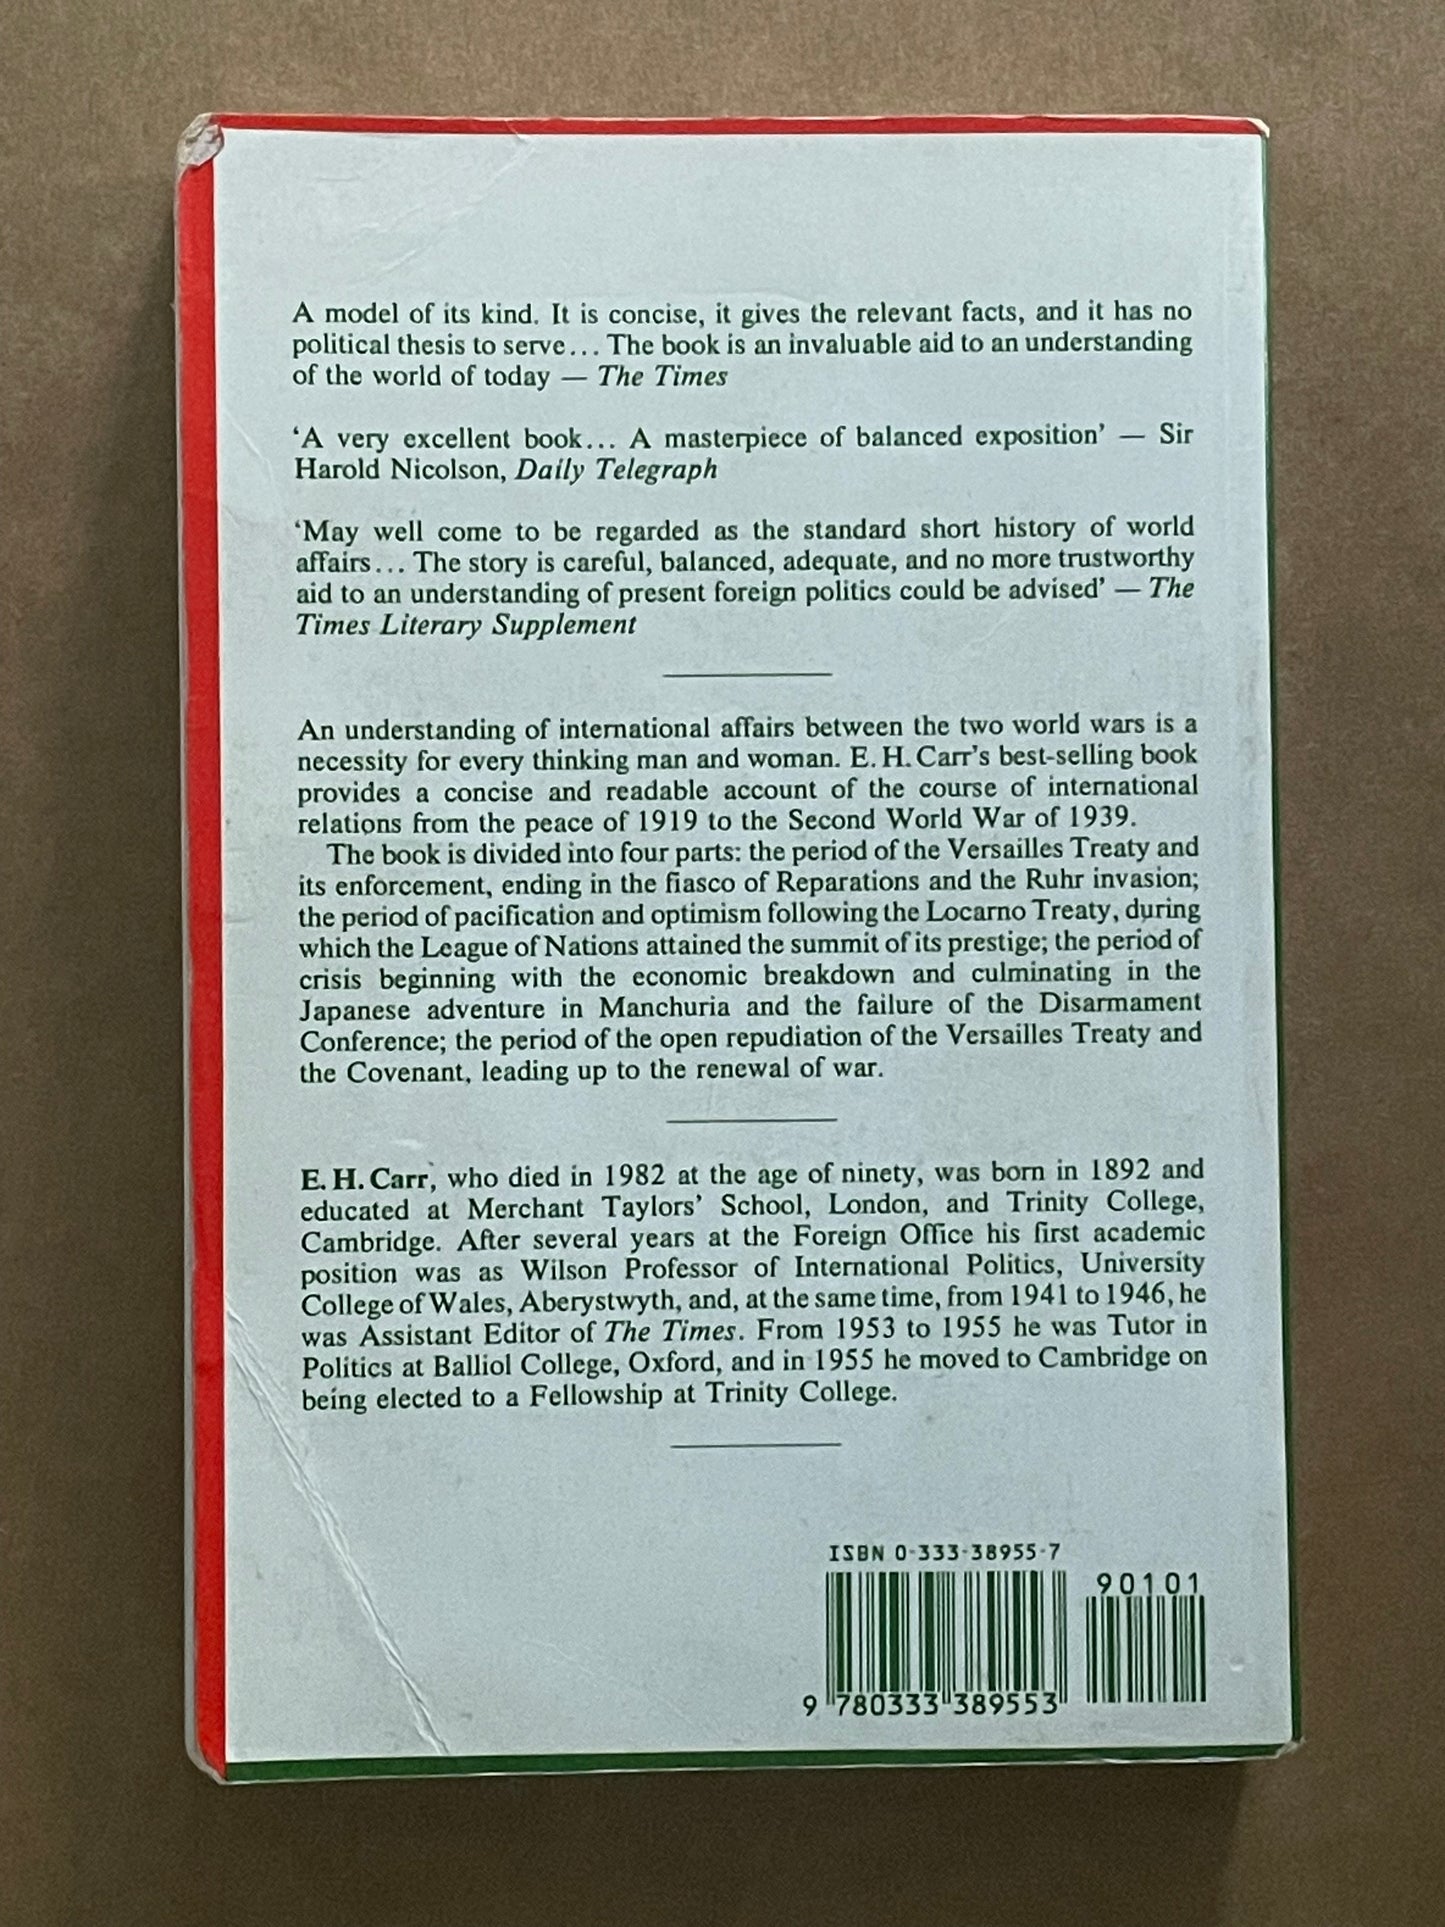 A model of its kind. It is concise, it gives the relevant facts, and it has no
political thesis to serve... The book is an invaluable aid to an understanding
of the world of today — The Times
‘A very excellent book... A masterpiece of balanced exposition’ — Sir
Harold Nicolson, Daily Telegraph
‘May well come to be regarded as the standard short history of world
affairs... The story is careful, balanced, adequate, and no more trustworthy
aid to an understanding of present foreign politics could be advised’ — The
Times Literary Supplement
An understanding of international affairs between the two world wars is a
necessity for every thinking man and woman. E. H. Carr’s best-selling book
provides a concise and readable account of the course of international
relations from the peace of 1919 to the Second World War of 1939.
The book is divided into four parts: the period of the Versailles Treaty and
its enforcement, ending in the fiasco of Reparations and the Ruhr invasion;
the period of pacification and optimism following the Locarno Treaty, during
which the League of Nations attained the summit of its prestige; the period of
crisis beginning with the economic breakdown and culminating in the
Japanese adventure in Manchuria and the failure of the Disarmament
Conference; the period of the open repudiation of the Versailles Treaty and
the Covenant, leading up to the renewal of war.
E. H. Carr, who died in 1982 at the age of ninety, was born in 1892 and
educated at Merchant Taylors’ School, London, and Trinity College,
Cambridge. After several years at the Foreign Office his first academic
position was as Wilson Professor of International Politics, University
College of Wales, Aberystwyth, and, at the same time, from 1941 to 1946, he
was Assistant Editor of The Times. From 1953 to 1955 he was Tutor in
Politics at Balliol College, Oxford, and in 1955 he moved to Cambridge on
being elected to a Fellowship at Trinity College.
ISBN 0-333-38955-7
90101
9 780333 389553